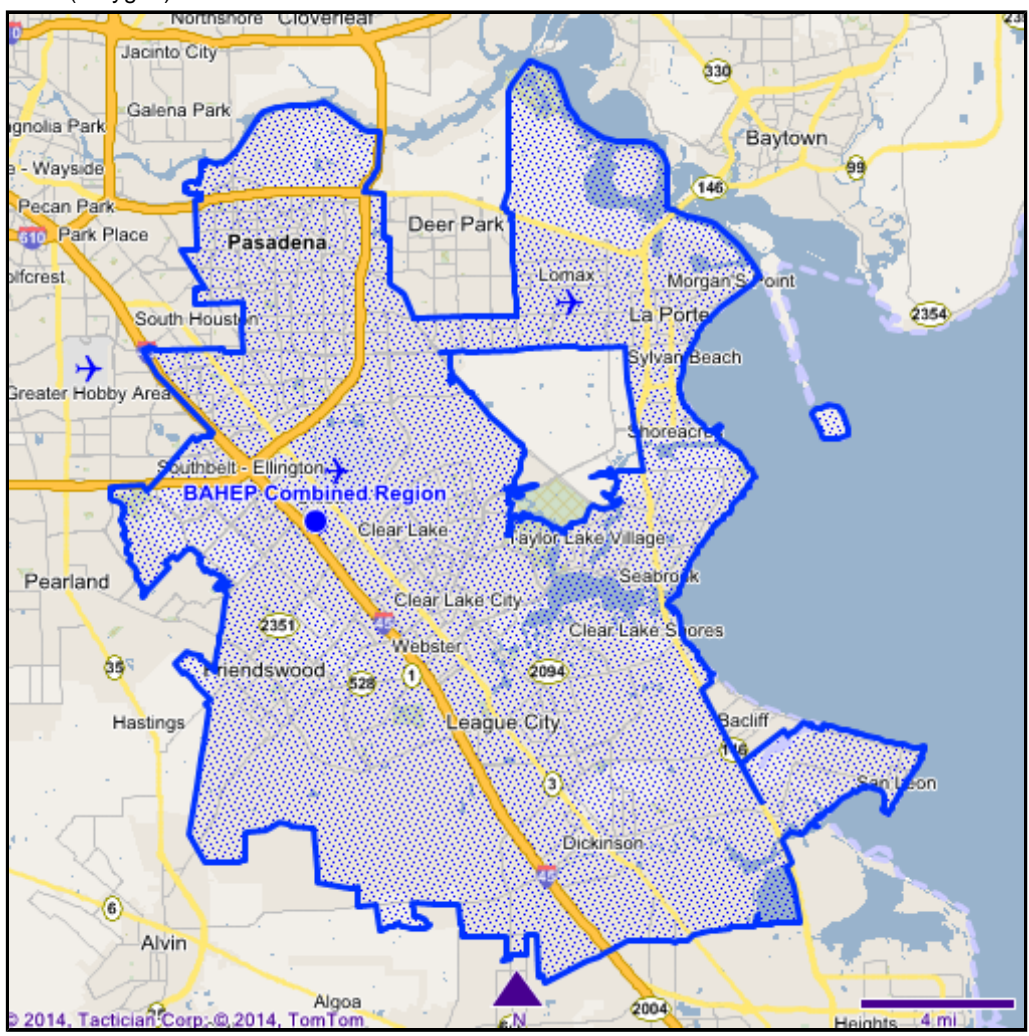 Northshore
Cloverleaf
Jacinto City
330
Galena Park
Baytown
99
e - Wayside
146
Pecan Park
610
Park Place
Deer Park
Pasadena
Lomax
Morgan's Point
South Houston
La Porte
2354
Sylvan Beach
Greater Hobby Area
Shoreacres
Southbelt - Ellington
BAHEP Combined Region
Clear Lake
Taylor Lake Village
Pearland
Seabrook
Clear Lake City
2351
45
Clear Lake Shores
Webster
35
Friendswood
528
1
2094
Hastings
League City
Bacliff
146
3
San Leon
Dickinson
45
6
Alvin
Algoa
2004
N
4 mi
Heights
© 2014, Tactician Corp; © 2014, TomTom